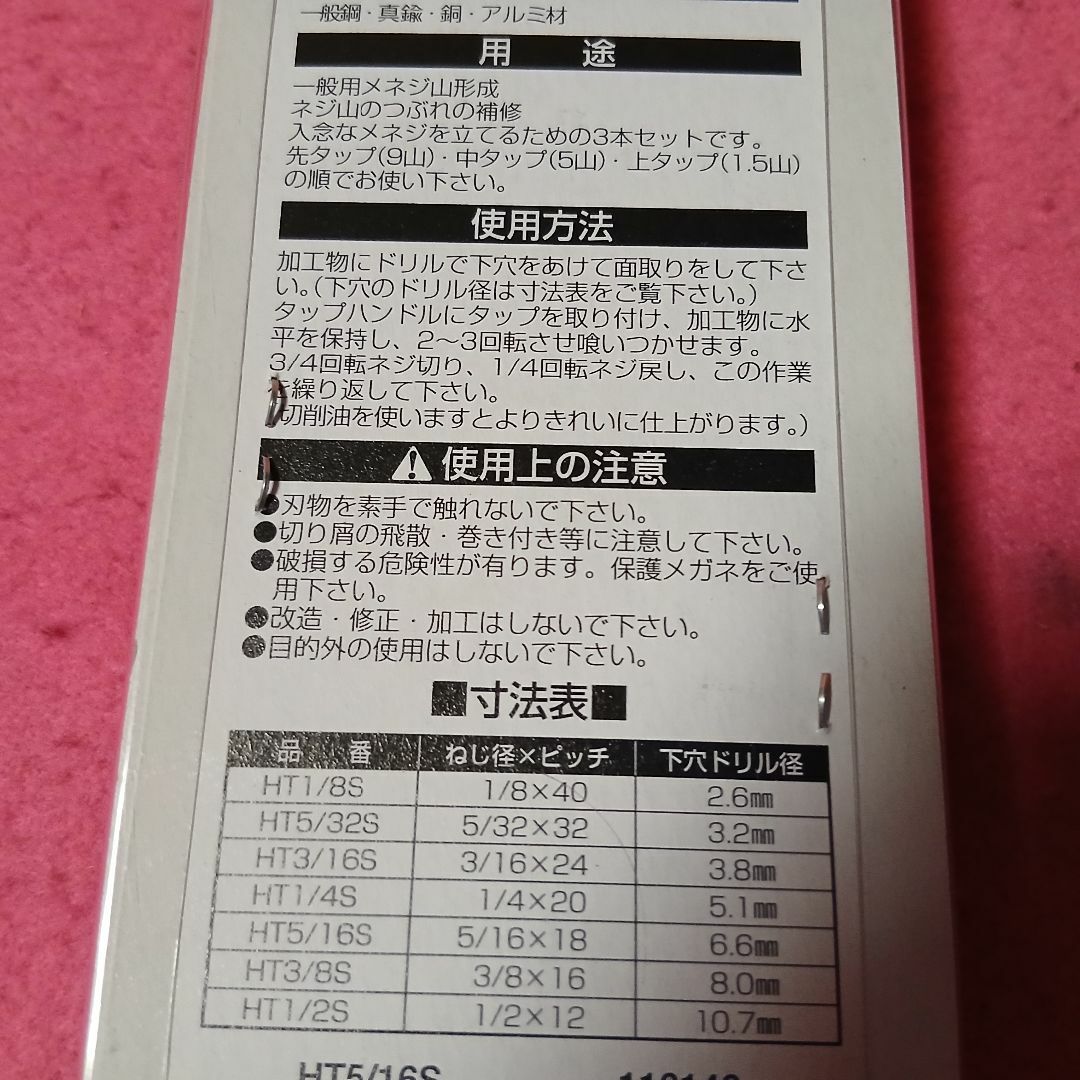 一般鋼・真鍮・銅・アルミ材
用 途
一般用メネジ山形成
ネジ山のつぶれの補修
入念なメネジを立てるための3本セットです。
先タップ(9山)・中タップ(5山)・上タップ(1.5山)
の順でお使い下さい。
使用方法
加工物にドリルで下穴をあけて面取りをして下さ
い。(下穴のドリル径は寸法表をご覧下さい。)
タップハンドルにタップを取り付け、加工物に水
平を保持し、2〜3回転させ喰いつかせます。
3/4回転ネジ切り、1/4回転ネジ戻し、この作業
を繰り返して下さい。
(切削油を使いますとよりきれいに仕上がります。)
⚠使用上の注意
●刃物を素手で触れないで下さい。
●切り屑の飛散・巻き付き等に注意して下さい。
●破損する危険性が有ります。保護メガネをご使
用下さい。
●改造・修正・加工はしないで下さい。
●目的外の使用はしないで下さい。
■寸法表■
品 番 ねじ径×ピッチ 下穴ドリル径
HT1/8S 1/8×40 2.6㎜
HT5/32S 5/32×32 3.2㎜
HT3/16S 3/16×24 3.8㎜
HT1/4S 1/4×20 5.1㎜
HT5/16S 5/16×18 6.6㎜
HT3/8S 3/8×16 8.0㎜
HT1/2S 1/2×12 10.7㎜
HT5/16S